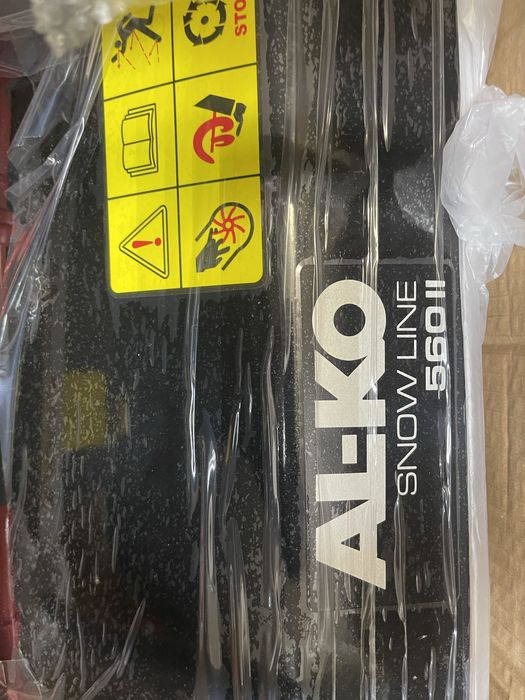 STO
AL-KO
SNOW LINE
560 II